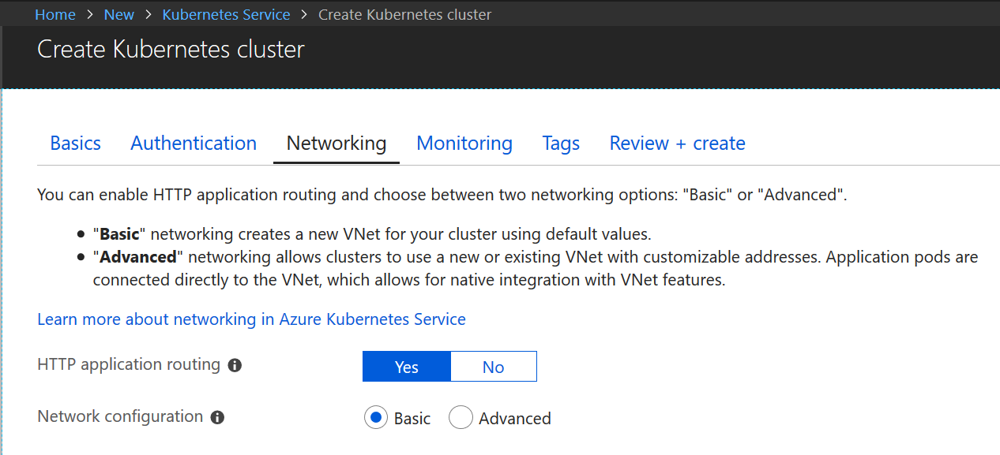 Home > New > Kubernetes Service > Create Kubernetes cluster
Create Kubernetes cluster
Basics Authentication Networking Monitoring Tags Review + create
You can enable HTTP application routing and choose between two networking options: "Basic" or "Advanced".
• "Basic" networking creates a new VNet for your cluster using default values.
• "Advanced" networking allows clusters to use a new or existing VNet with customizable addresses. Application pods are
connected directly to the VNet, which allows for native integration with VNet features.
Learn more about networking in Azure Kubernetes Service
HTTP application routing Yes No
Network configuration Basic Advanced